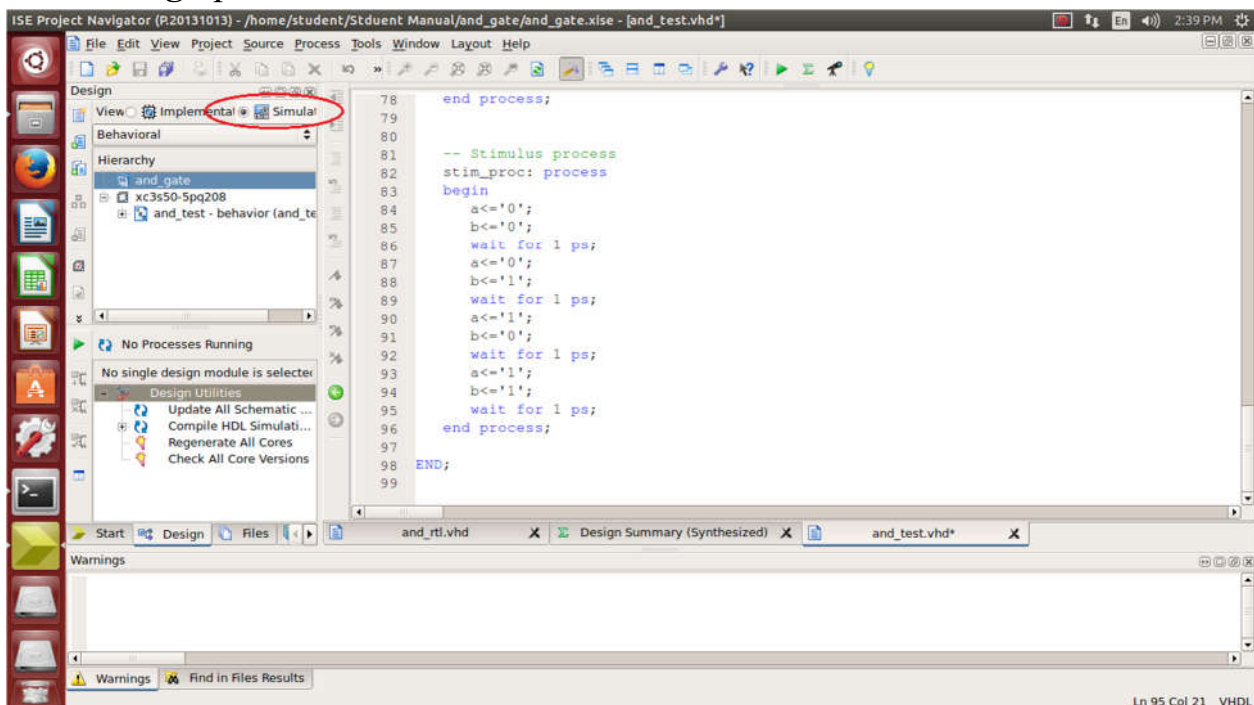 ISE Project Navigator (P.20131013) - /home/student/Stduent Manual/and_gate/and_gate.xise - [and_test.vhd*]
En
2:39 PM
File Edit View Project Source Process Tools Window Layout Help
Design
View Implemental Simulat
Behavioral
Hierarchy
and_gate
xc3s50-5pq208
and_test - behavior (and_te
No Processes Running
No single design module is selecter
Design Utilities
Update All Schematic ...
Compile HDL Simulati...
Regenerate All Cores
Check All Core Versions
Start Design Files
78 end process;
79
80
81 -- Stimulus process
82 stim_proc: process
83 begin
84 a<='0';
85 b<='0';
86 wait for 1 ps;
87 a<='0';
88 b<='1';
89 wait for 1 ps;
90 a<='1';
91 b<='0';
92 wait for 1 ps;
93 a<='1';
94 b<='1';
95 wait for 1 ps;
96 end process;
97
98 END;
99
and_rtl.vhd Design Summary (Synthesized) and_test.vhd*
Warnings
Warnings Find in Files Results
Ln 95 Col 21 VHDL